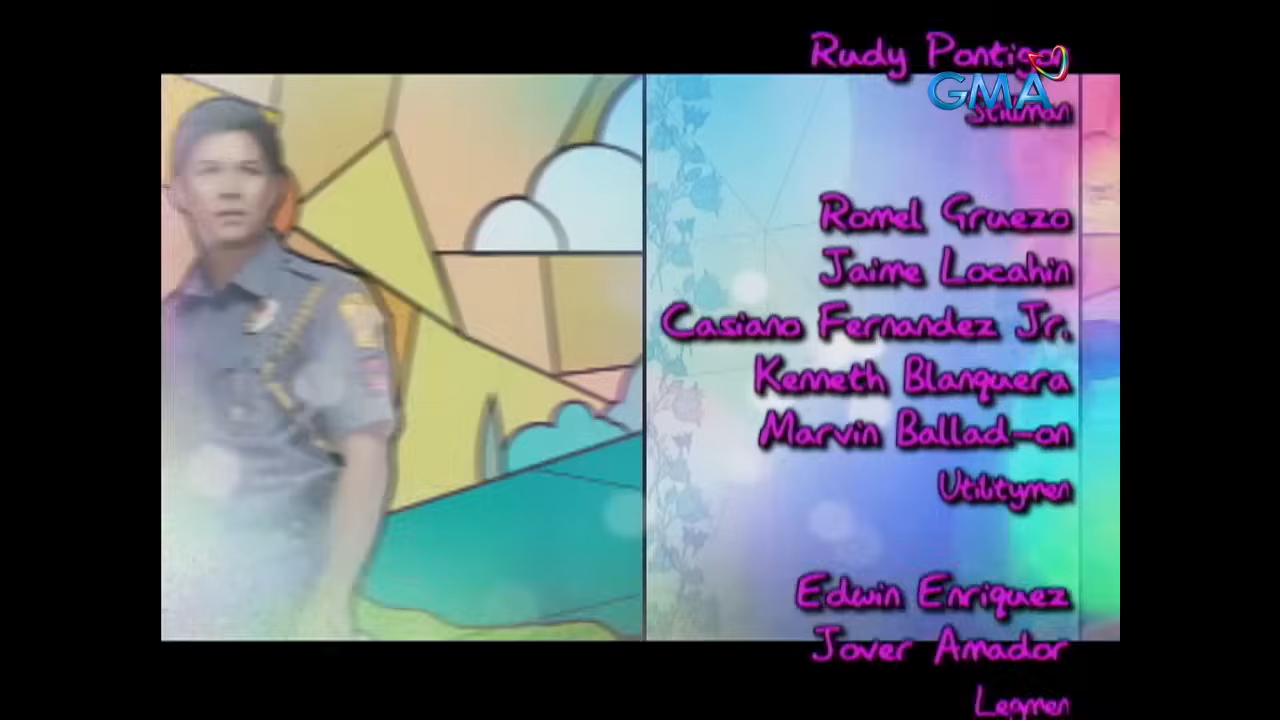 Rudy Pontigon
GMA
Stillman
Romel Gruezo
Jaime Locahin
Casiano Fernandez Jr.
Kenneth Blanquera
Marvin Ballad-on
Utilitymen
Edwin Enriquez
Jover Amador
Legmen